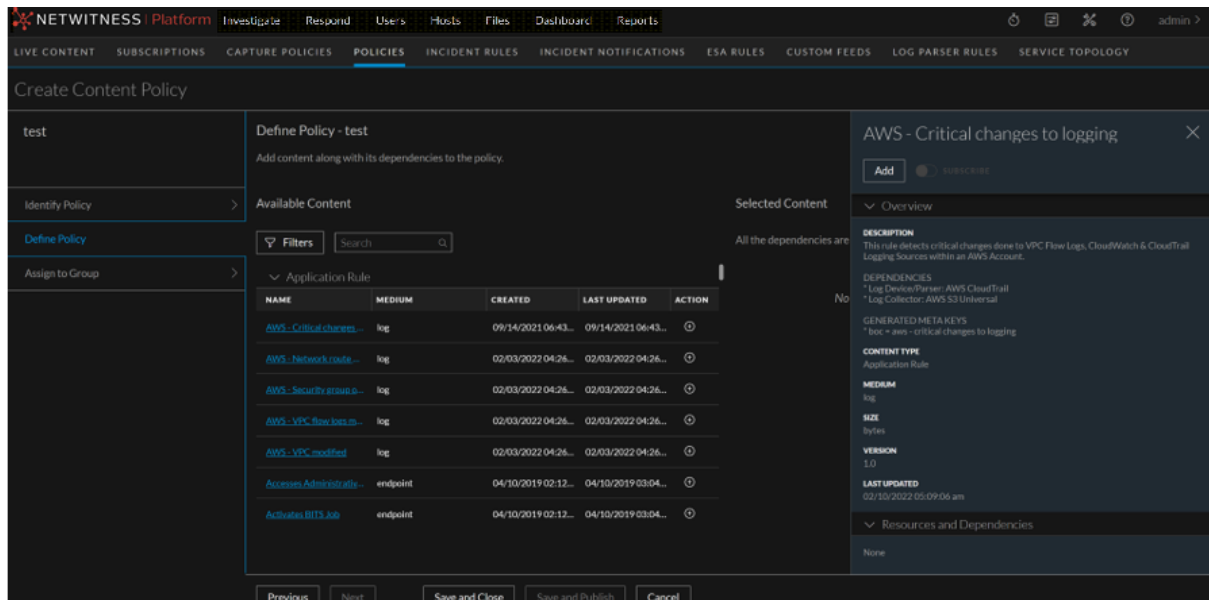 NETWITNESS | Platform Investigate Respond Users Hosts Files Dashboard Reports admin >
LIVE CONTENT SUBSCRIPTIONS CAPTURE POLICIES POLICIES INCIDENT RULES INCIDENT NOTIFICATIONS ESA RULES CUSTOM FEEDS LOG PARSER RULES SERVICE TOPOLOGY
Create Content Policy
test
Identify Policy
Define Policy
Assign to Group
Define Policy - test
Add content along with its dependencies to the policy.
Available Content
Filters Search
Application Rule
NAME MEDIUM CREATED LAST UPDATED ACTION
AWS - Critical changes ... log 09/14/2021 06:43... 09/14/2021 06:43...
AWS - Network route ... log 02/03/2022 04:26... 02/03/2022 04:26...
AWS - Security group o... log 02/03/2022 04:26... 02/03/2022 04:26...
AWS - VPC flow logs m... log 02/03/2022 04:26... 02/03/2022 04:26...
AWS - VPC modified log 02/03/2022 04:26... 02/03/2022 04:26...
Accesses Administrativ... endpoint 04/10/2019 02:12... 04/10/2019 03:04...
Activates BITS Job endpoint 04/10/2019 02:12... 04/10/2019 03:04...
Selected Content
All the dependencies are
No
AWS - Critical changes to logging
Add SUBSCRIBE
Overview
DESCRIPTION
This rule detects critical changes done to VPC Flow Logs, CloudWatch & CloudTrail
Logging Sources within an AWS Account.
DEPENDENCIES
* Log Device/Parser: AWS CloudTrail
* Log Collector: AWS S3 Universal
GENERATED META KEYS
* boc = aws - critical changes to logging
CONTENT TYPE
Application Rule
MEDIUM
log
SIZE
bytes
VERSION
1.0
LAST UPDATED
02/10/2022 05:09:06 am
Resources and Dependencies
None
Previous Next Save and Close Save and Publish Cancel